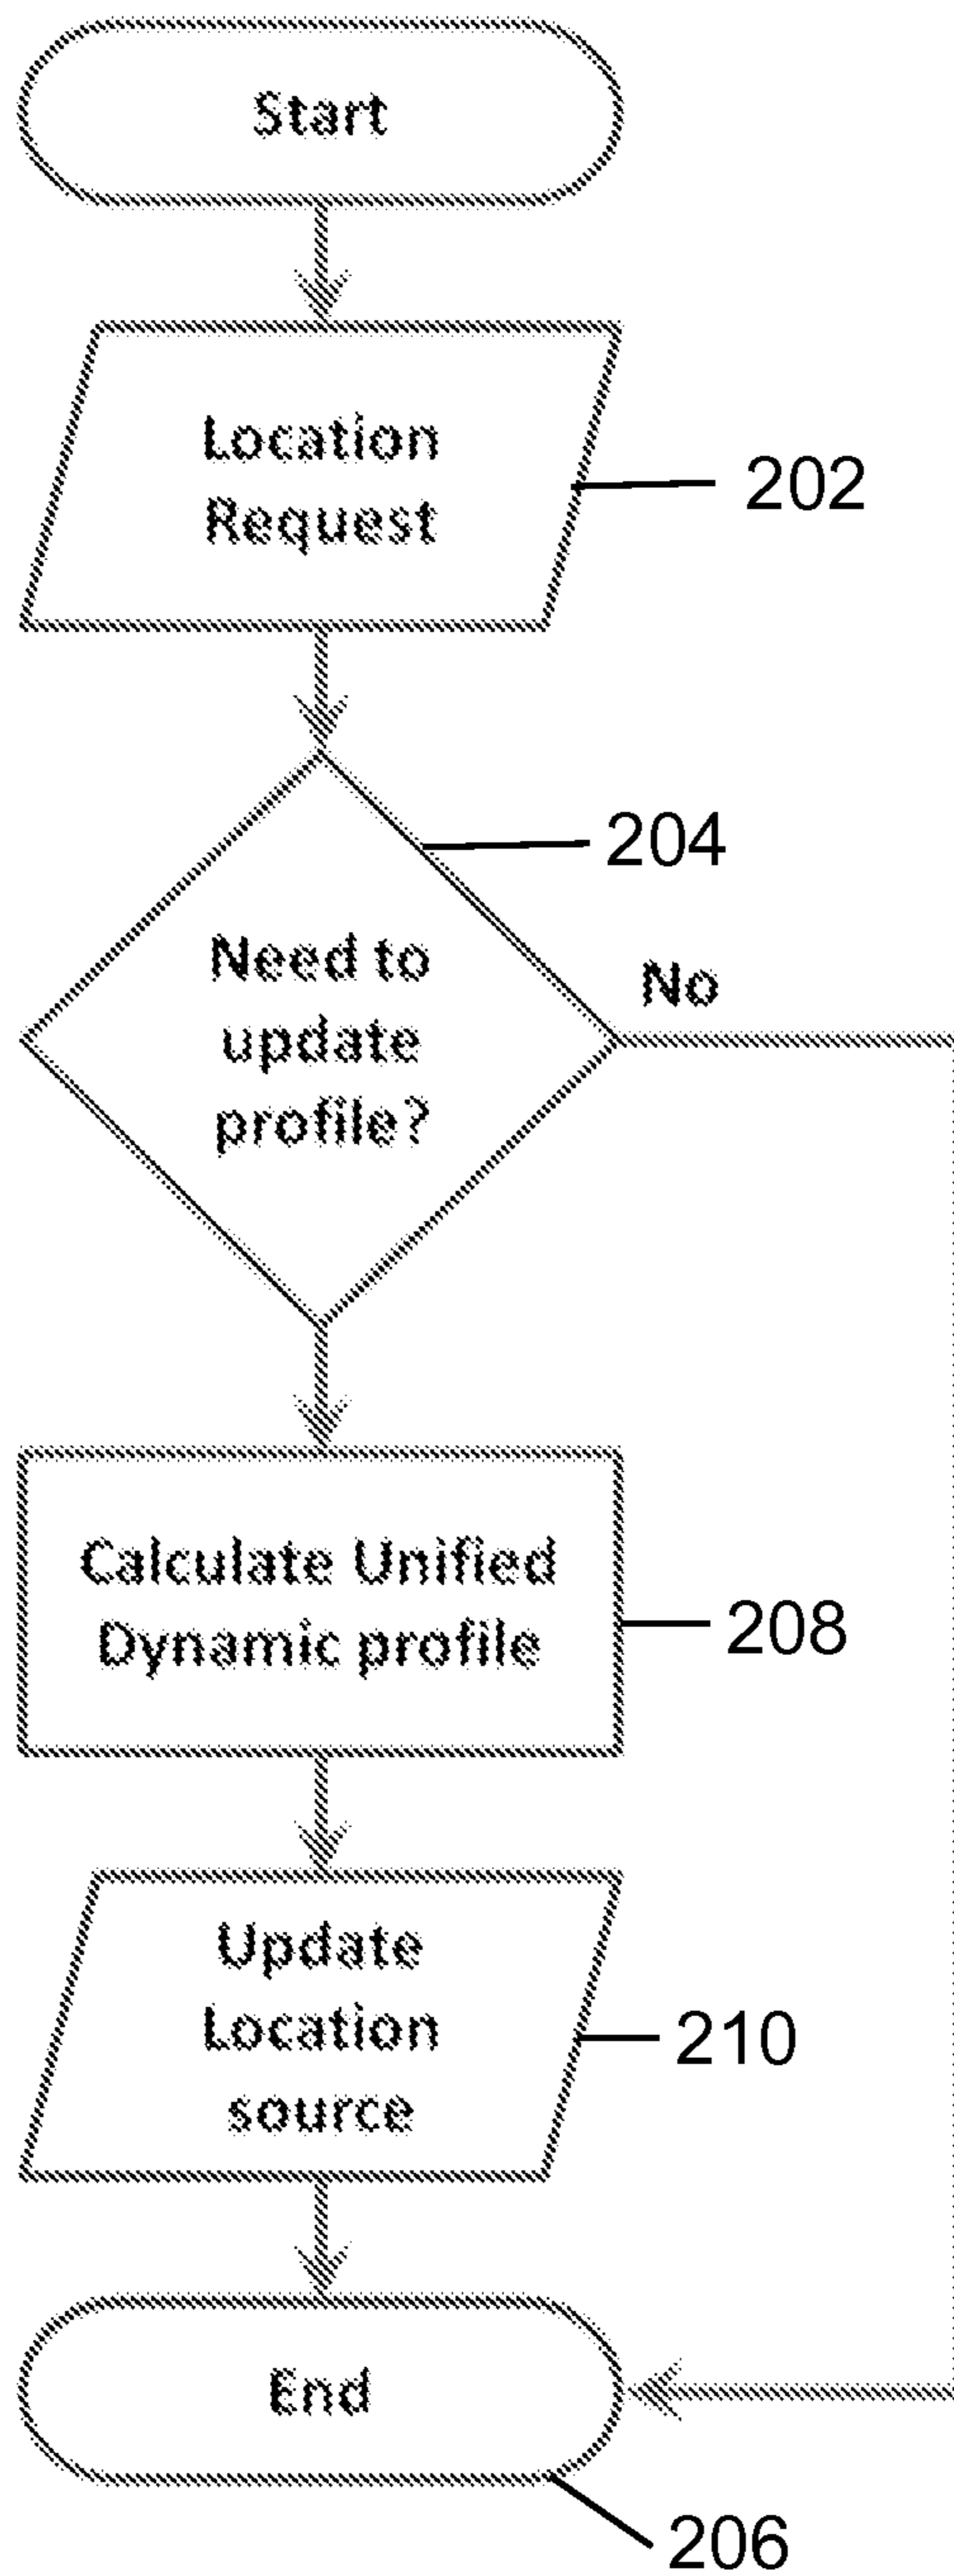 Start
Location
Request
202
204
Need to
update
profile?
No
Calculate Unified
Dynamic profile
208
Update
Location
source
210
End
206